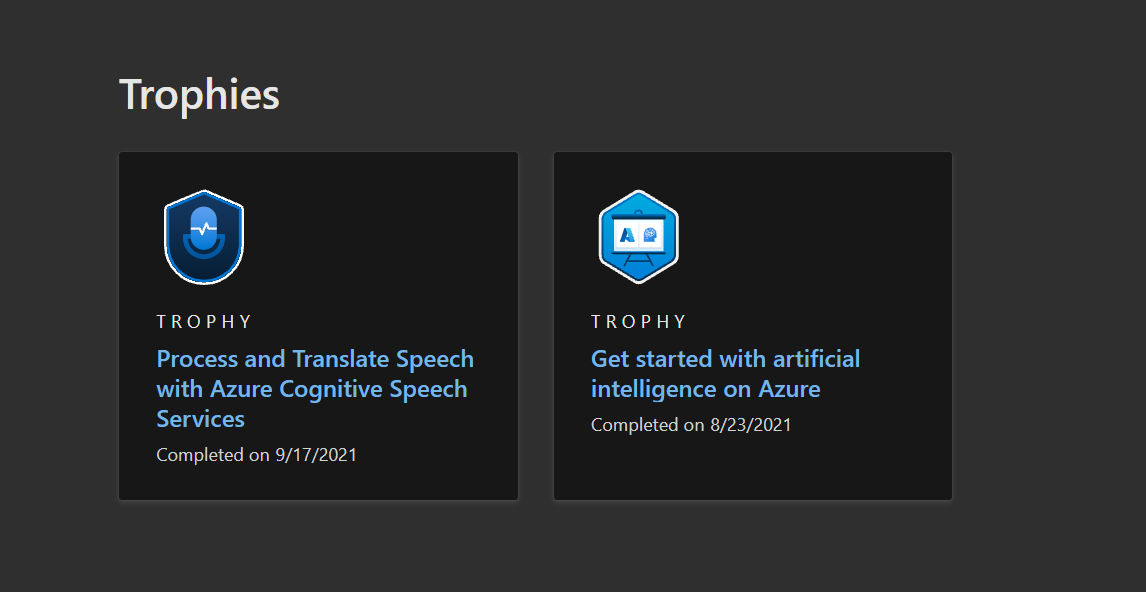 Trophies
TROPHY
Process and Translate Speech
with Azure Cognitive Speech
Services
Completed on 9/17/2021
TROPHY
Get started with artificial
intelligence on Azure
Completed on 8/23/2021